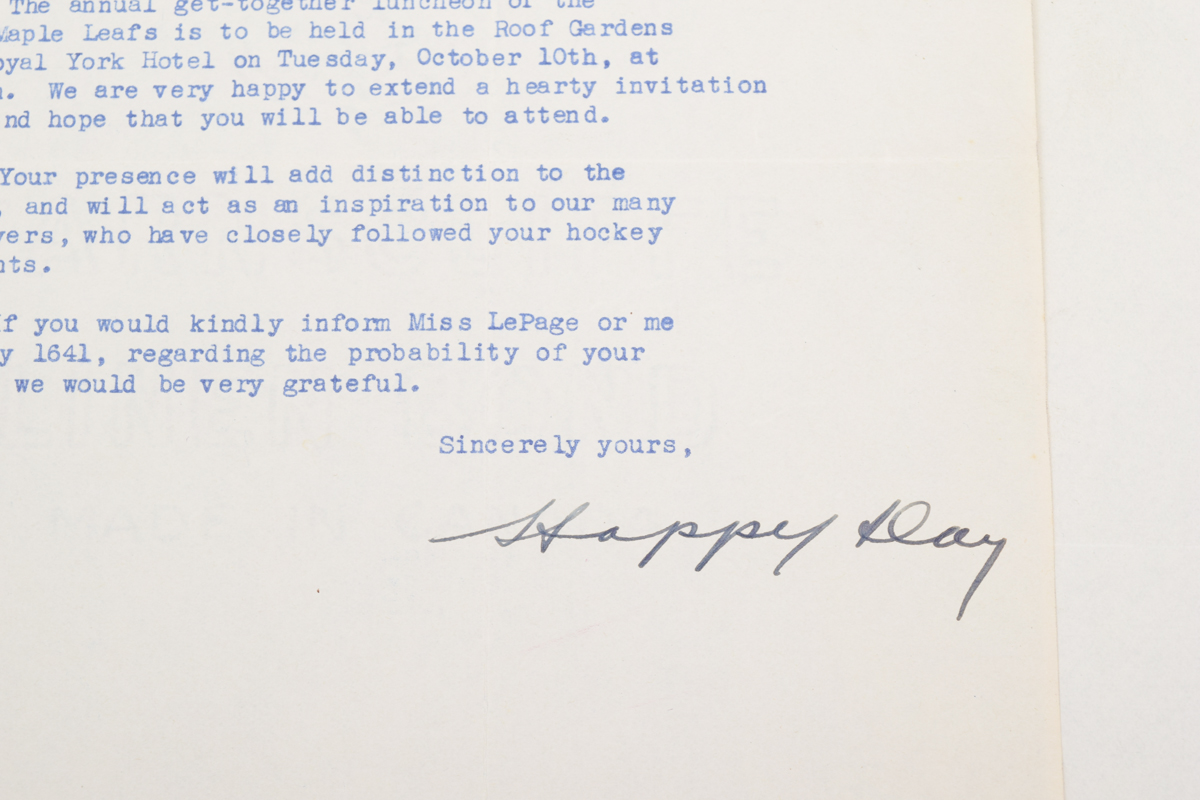 The annual get-together luncheon of the
Maple Leafs is to be held in the Roof Gardens
oyal York Hotel on Tuesday, October 10th, at
. We are very happy to extend a hearty invitation
nd hope that you will be able to attend.
Your presence will add distinction to the
, and will act as an inspiration to our many
yers, who have closely followed your hockey
nts.
If you would kindly inform Miss LePage or me
y 1641, regarding the probability of your
we would be very grateful.
Sincerely yours,
Happy Day